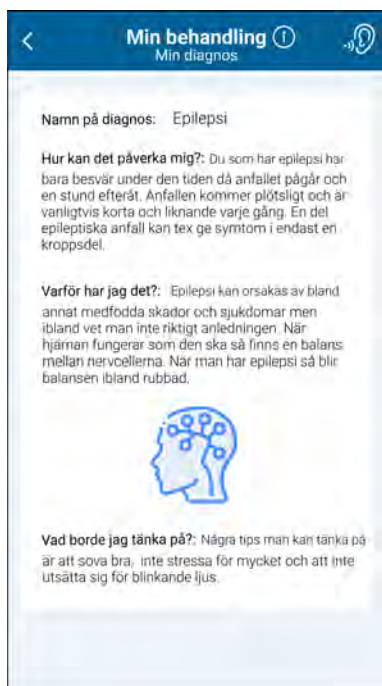 Min behandling
Min diagnos
Namn på diagnos: Epilepsi
Hur kan det påverka mig?: Du som har epilepsi har
bara besvär under den tiden då anfallet pågår och
en stund efteråt. Anfallen kommer plötsligt och är
vanligtvis korta och liknande varje gång. En del
epileptiska anfall kan tex ge symtom i endast en
kroppsdel.
Varför har jag det?: Epilepsi kan orsakas av bland
annat medfödda skador och sjukdomar men
ibland vet man inte riktigt anledningen. När
hjärnan fungerar som den ska så finns en balans
mellan nervcellerna. När man har epilepsi så blir
balansen ibland rubbad.
Vad borde jag tänka på?: Några tips man kan tänka på
är att sova bra, inte stressa för mycket och att inte
utsätta sig för blinkande ljus.